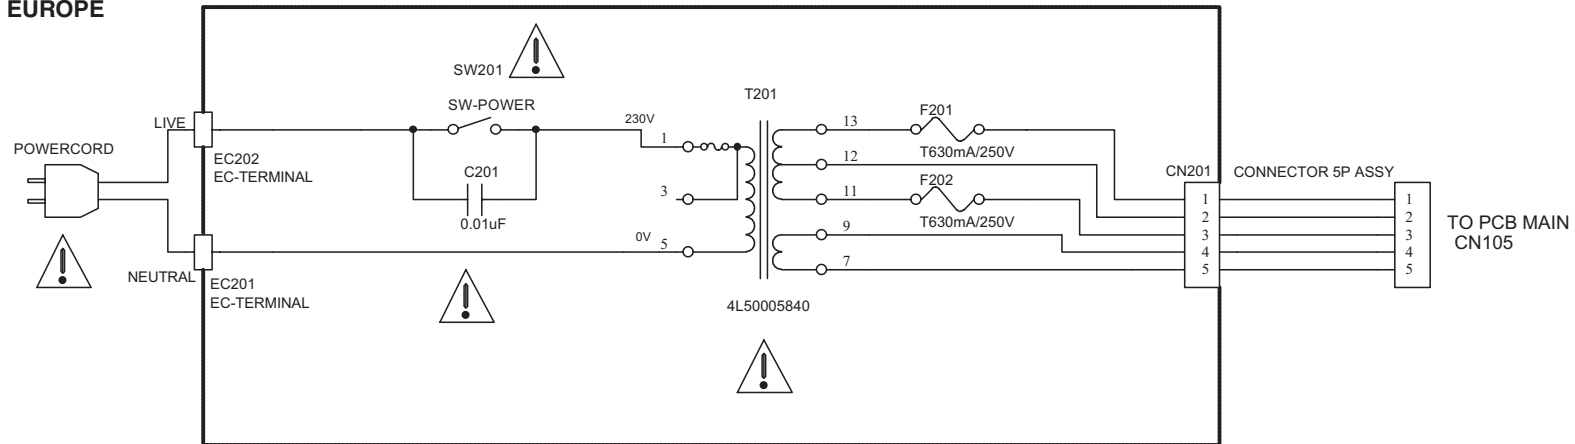 EUROPE
SW201
SW-POWER
T201
LIVE
230V
1
13
F201
T630mA/250V
POWERCORD
EC202
EC-TERMINAL
C201
0.01uF
3
12
11
F202
T630mA/250V
CN201
CONNECTOR 5P ASSY
1
2
3
4
5
1
2
3
4
5
TO PCB MAIN
CN105
0V
5
9
7
NEUTRAL
EC201
EC-TERMINAL
4L50005840